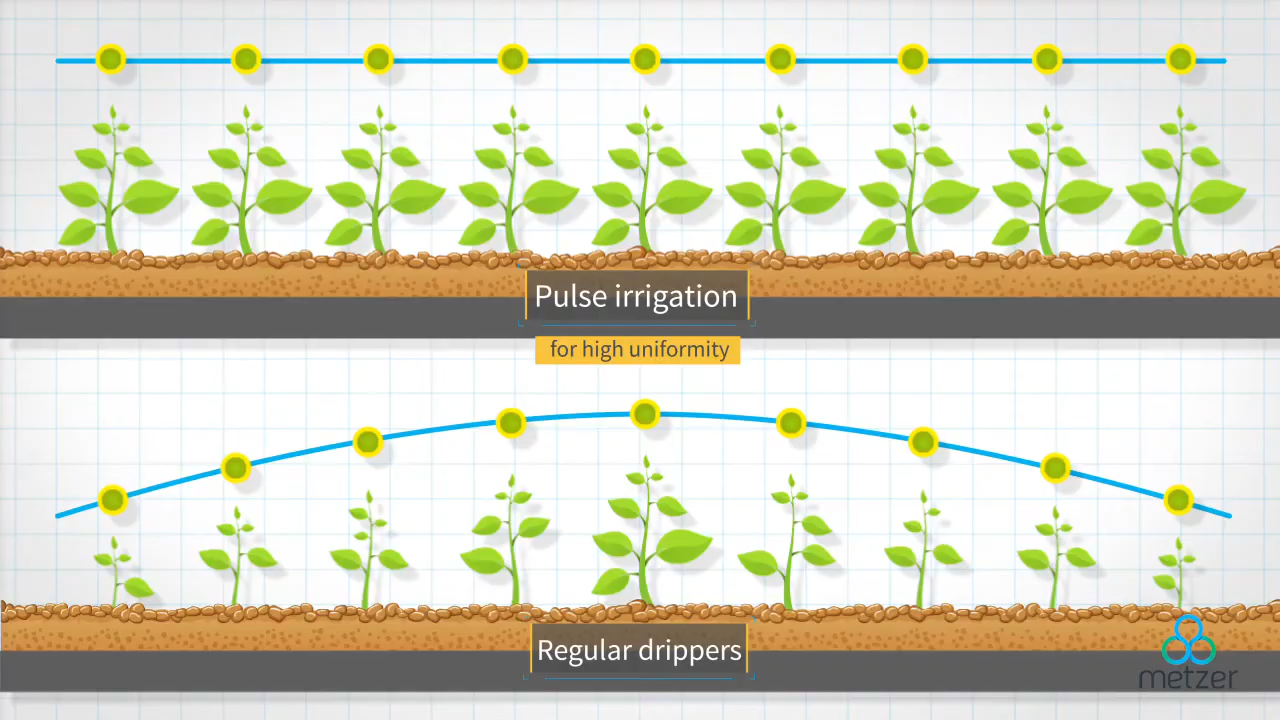 Pulse irrigation
for high uniformity
Regular drippers
metzer